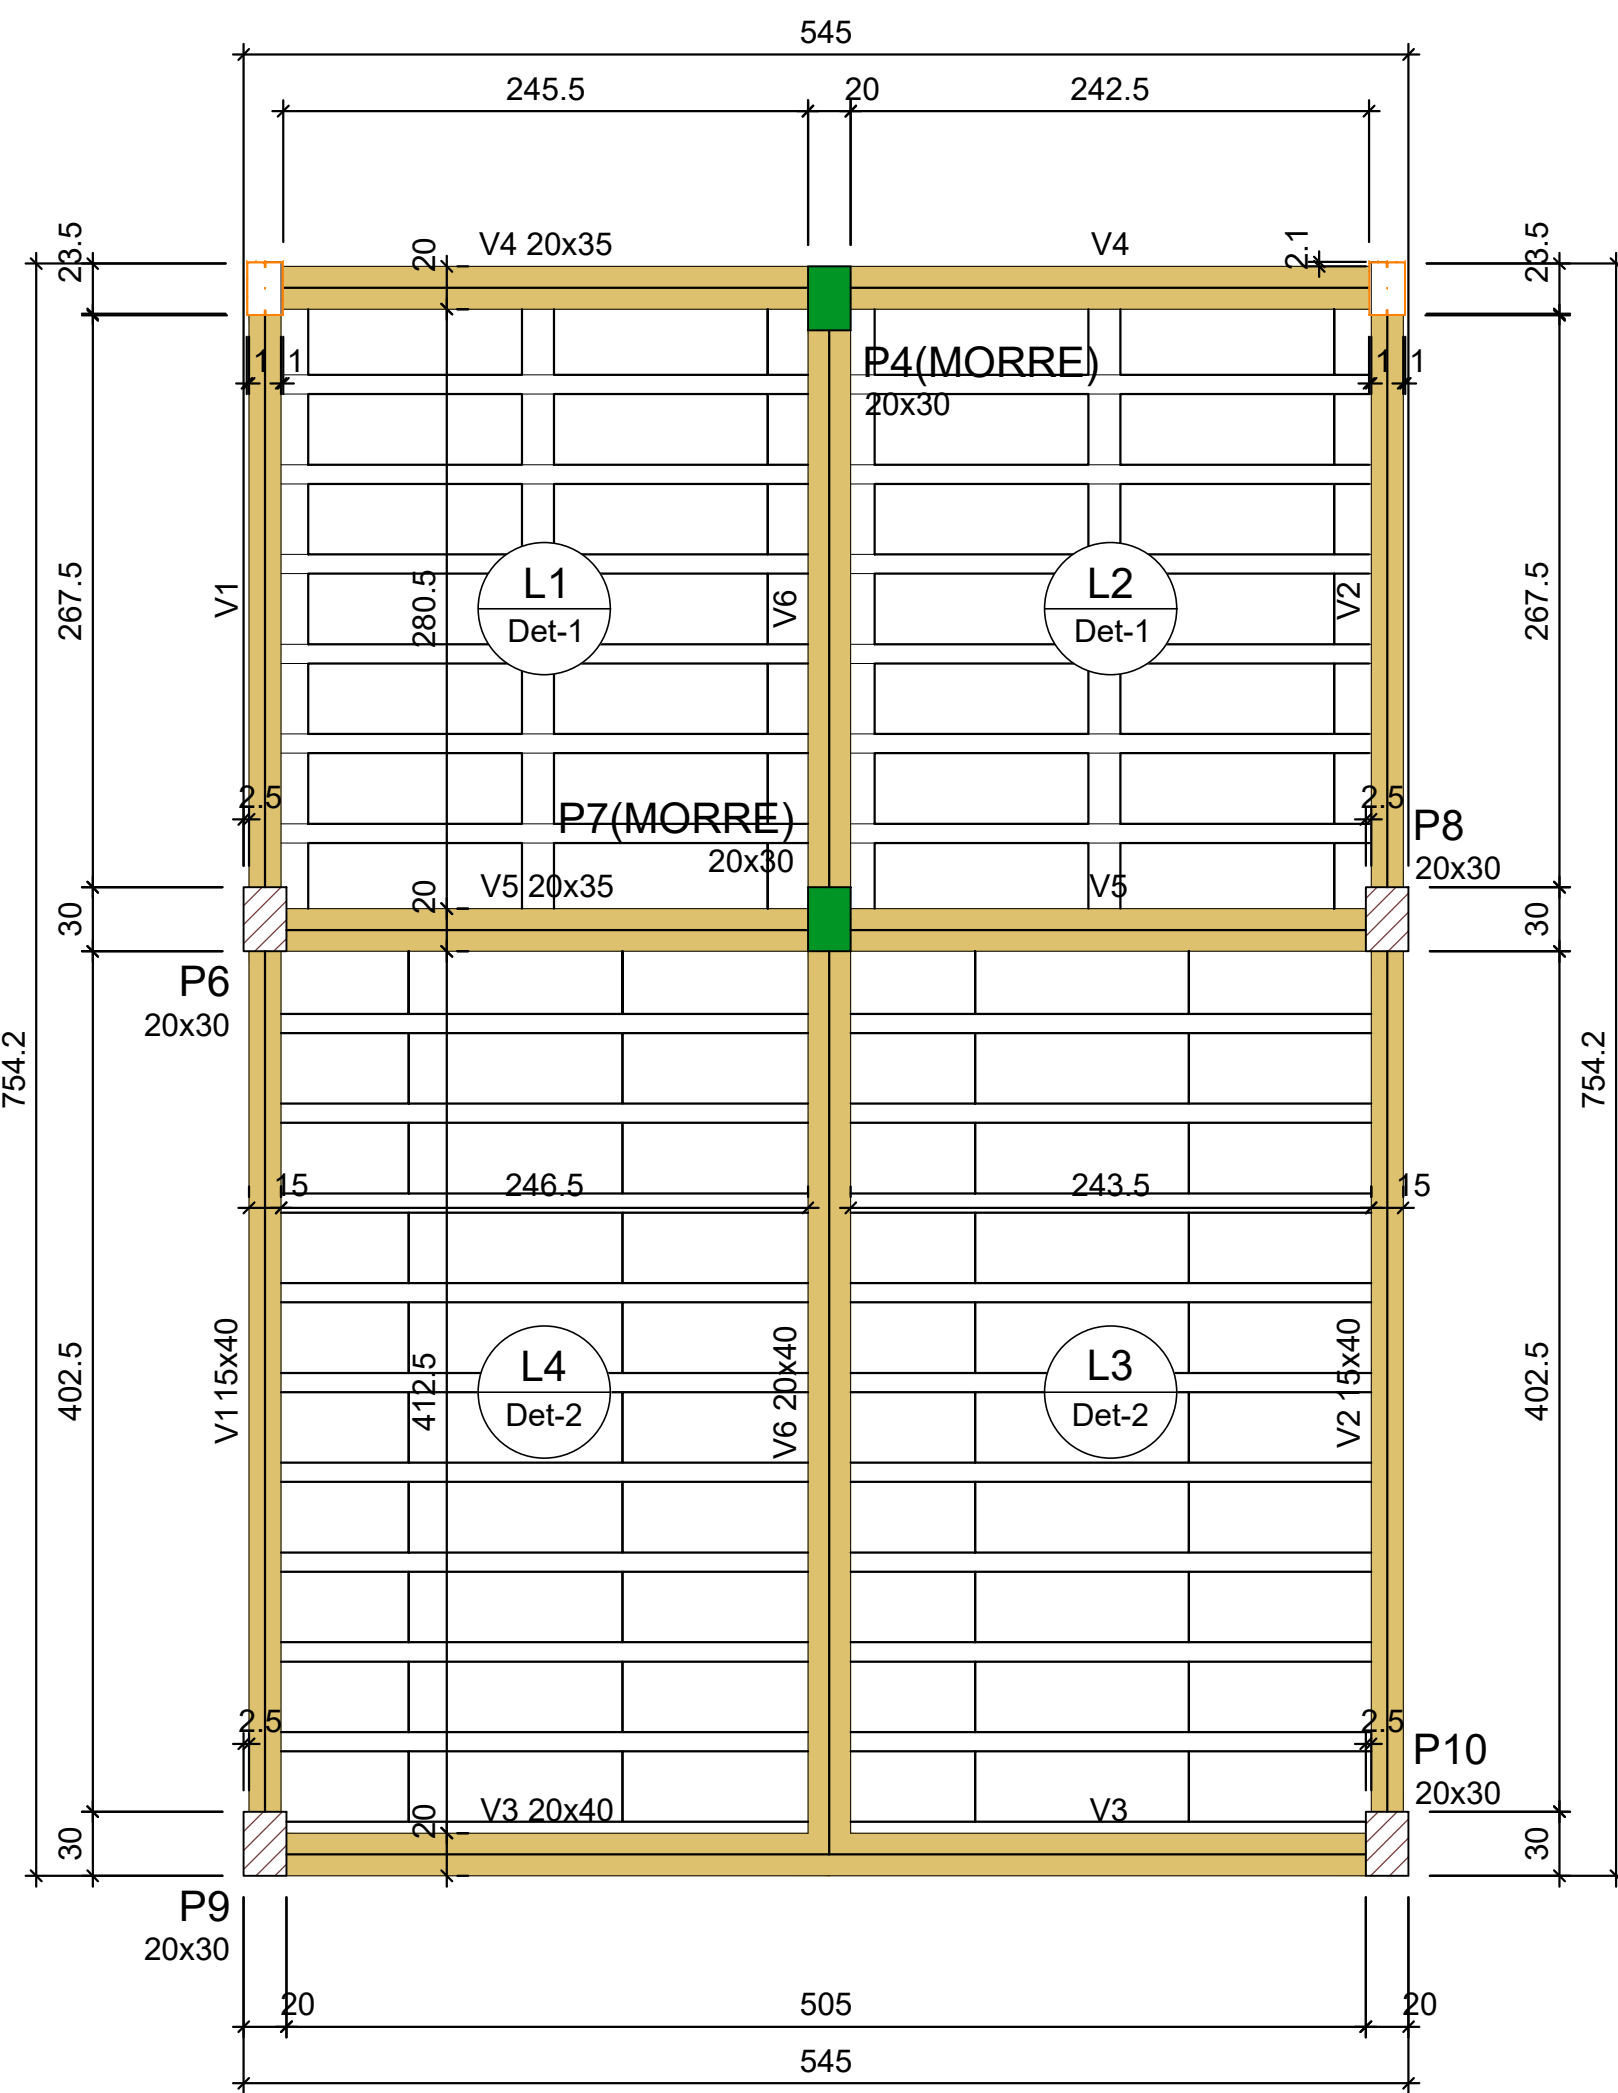 545
245.5
20
242.5
23.5
20
V4 20x35
V4
2.1
23.5
1
1
P4(MORRE)
20x30
1
1
267.5
V1
280.5
L1
Det-1
V6
L2
Det-1
V2
267.5
2.5
P7(MORRE)
20x30
2.5
P8
20x30
30
20
V5 20x35
V5
30
P6
20x30
754.2
754.2
15
246.5
243.5
15
402.5
V1 15x40
412.5
L4
Det-2
V6 20x40
L3
Det-2
V2 15x40
402.5
2.5
2.5
P10
20x30
30
20
V3 20x40
V3
30
P9
20x30
20
505
20
545